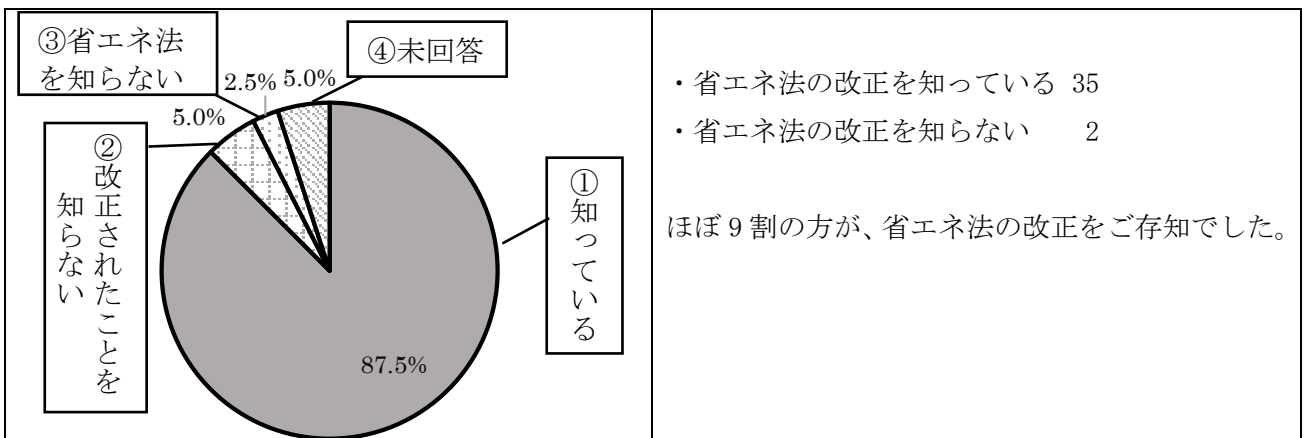 ③省エネ法
を知らない
④未回答
2.5%
5.0%
5.0%
②改正されたことを
知らない
①知っている
87.5%
・省エネ法の改正を知っている 35
・省エネ法の改正を知らない 2
ほぼ9割の方が、省エネ法の改正をご存知でした。